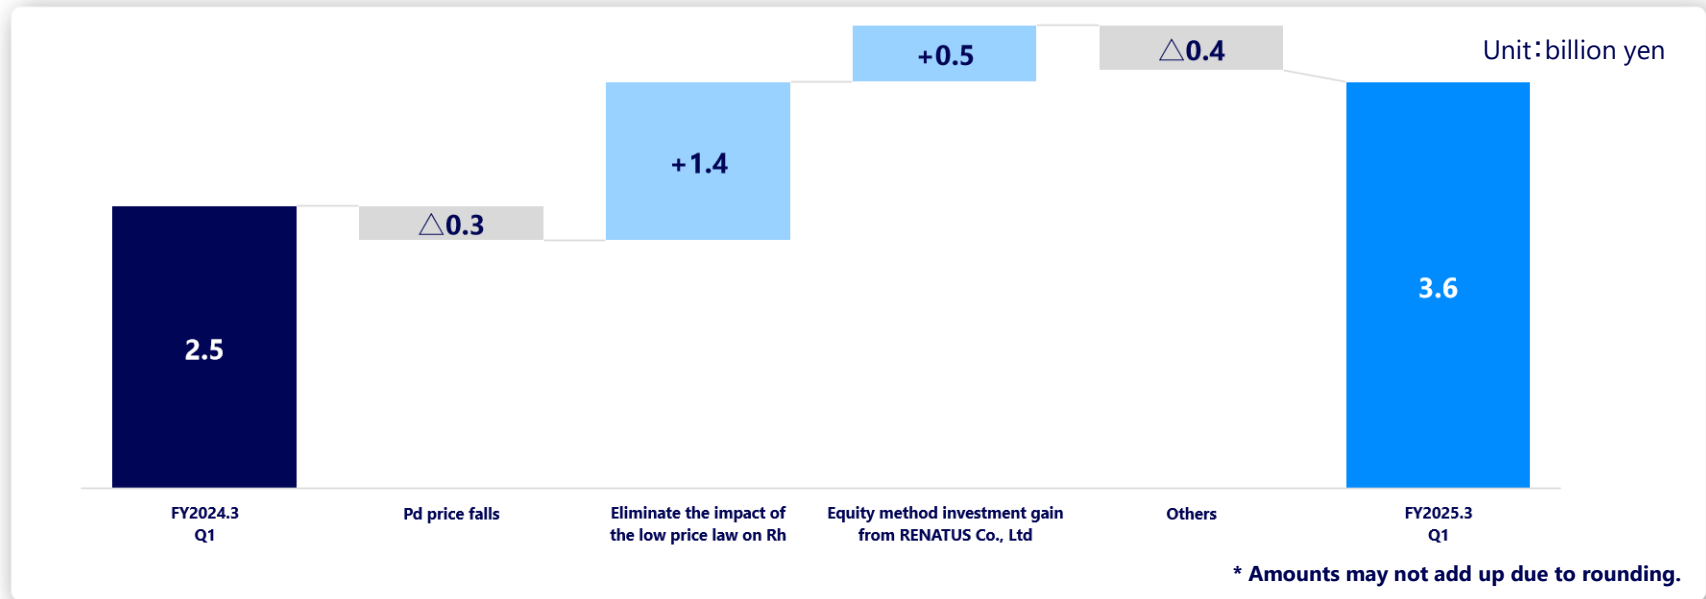 Unit：billion yen
2.5
△0.3
+1.4
+0.5
△0.4
3.6
FY2024.3
Q1
Pd price falls
Eliminate the impact of
the low price law on Rh
Equity method investment gain
from RENATUS Co., Ltd
Others
FY2025.3
Q1
* Amounts may not add up due to rounding.